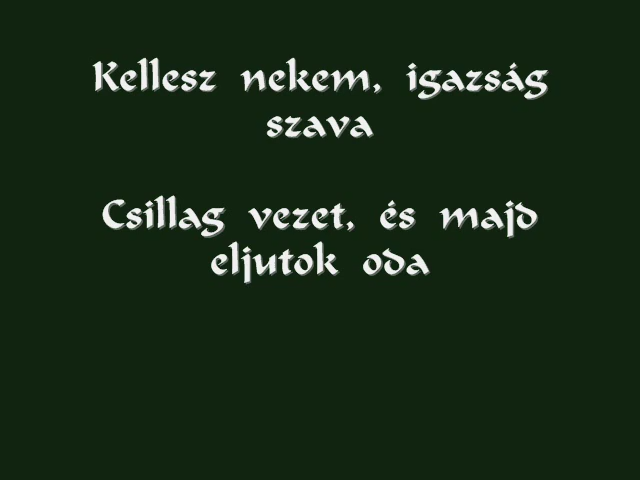 Kellesz nekem, igazság
szava
Csillag vezet, és majd
eljutok oda